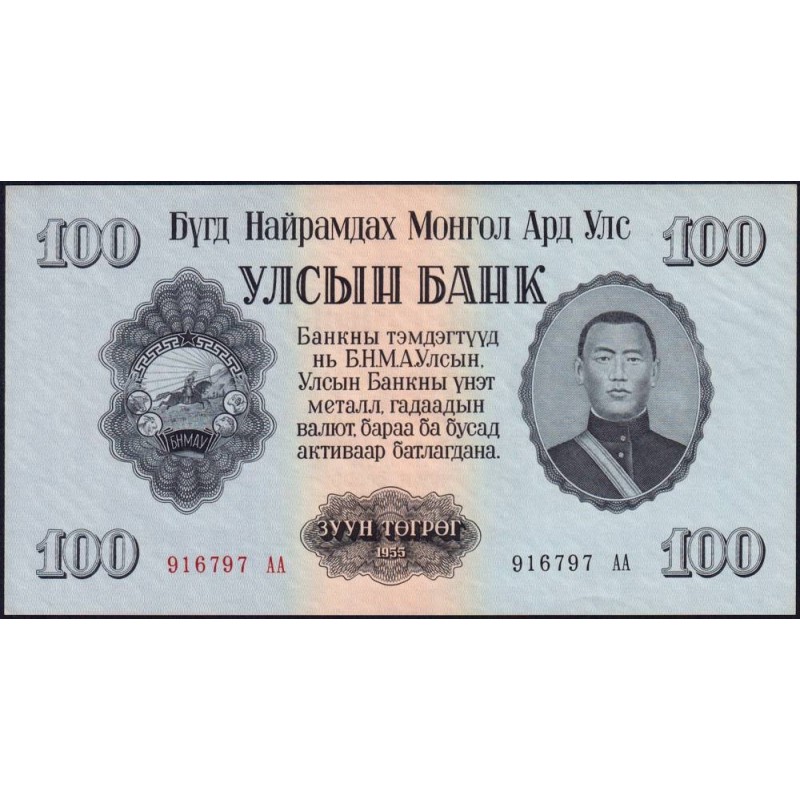 100 Бүгд Найрамдах Монгол Ард Улс 100
УЛСЫН БАНК
Банкны тэмдэгтүүд
нь Б.Н.М.А.Улсын,
Улсын Банкны үнэт
металл, гадаадын
валют, бараа ба бусад
активаар батлагдана.
БНМАУ
ЗУУН ТӨГРӨГ
1955
100 916797 АА 916797 АА 100